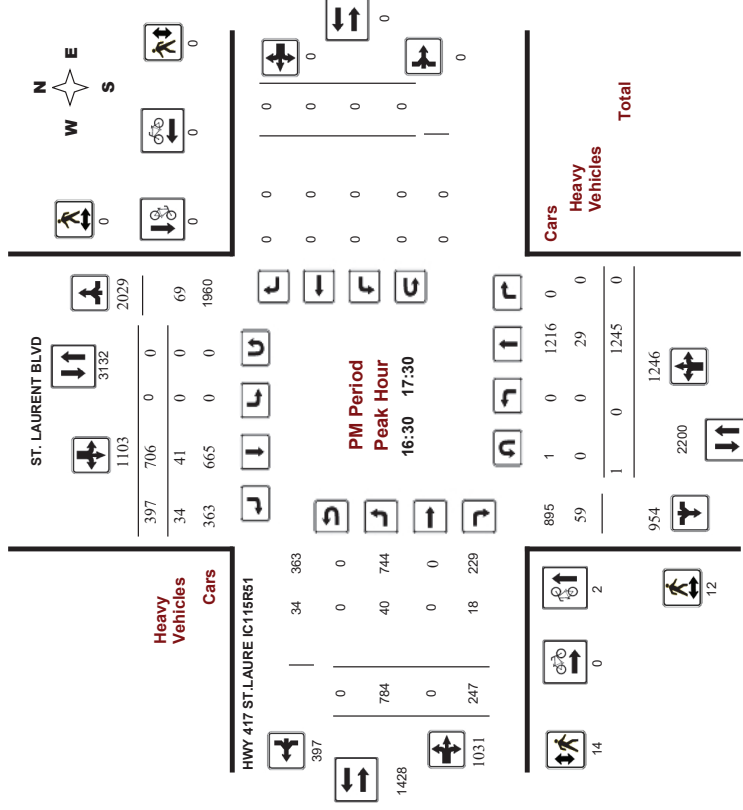 N
W E
S
0
0
0
0
ST. LAURENT BLVD
1103 3132 2029
397 706 0 0
34 41 0 0 69
363 665 0 0 1960
Heavy
Vehicles
Cars
0
0
0
0 0 0
0 0 0
0 0 0
0 0 0
0 0
HWY 417 ST.LAURE IC115R51
397 34 363
0 0 0
1428 784 40 744
0 0 0
1031 247 18 229
PM Period
Peak Hour
16:30 17:30
Cars
Heavy
Vehicles
Total
895 1 0 1216 0
59 0 0 29 0
1 0 1245 0
954 2200 1246
14
0
2
12